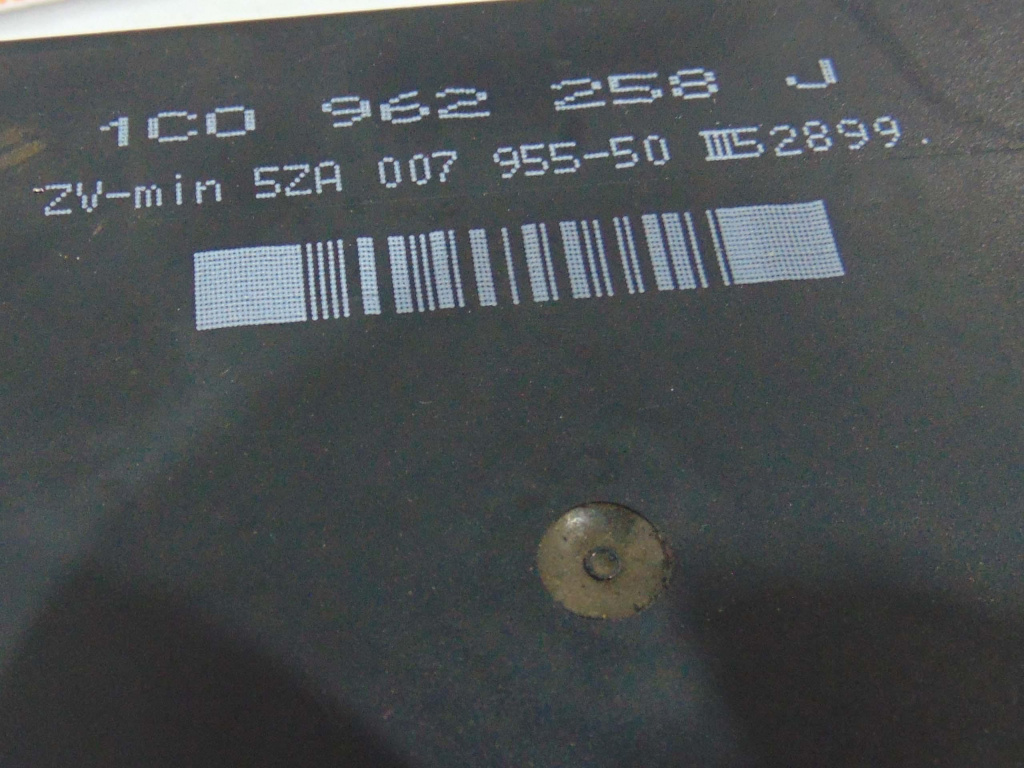 1C0 962 258 J
ZV-min 5ZA 007 955-50 III52899.